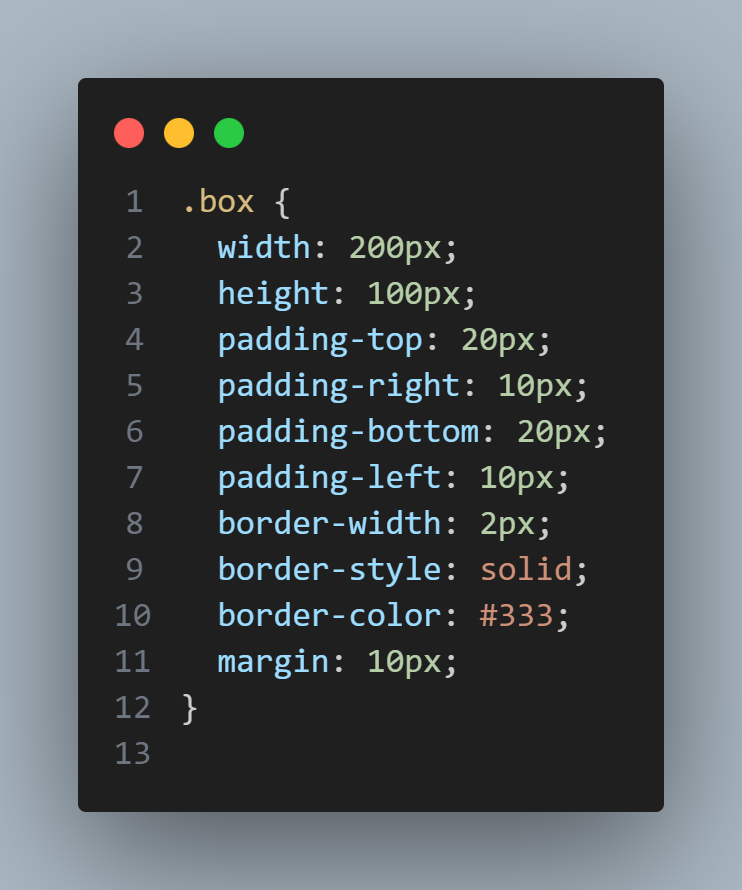 1 .box {
2   width: 200px;
3   height: 100px;
4   padding-top: 20px;
5   padding-right: 10px;
6   padding-bottom: 20px;
7   padding-left: 10px;
8   border-width: 2px;
9   border-style: solid;
10   border-color: #333;
11   margin: 10px;
12 }
13